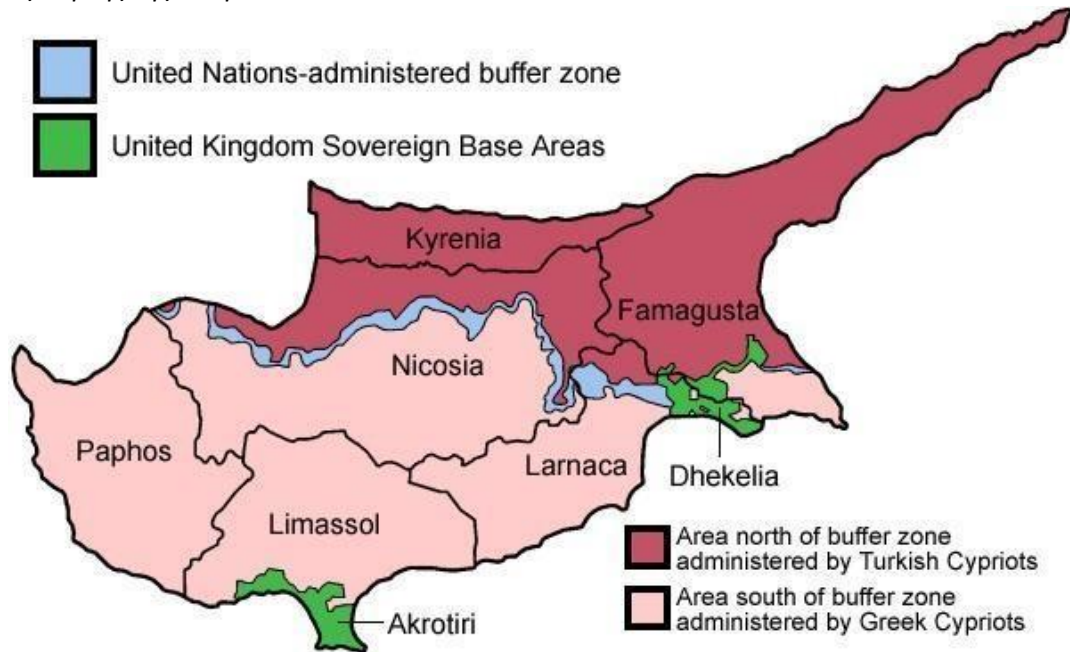 United Nations-administered buffer zone
United Kingdom Sovereign Base Areas
Kyrenia
Famagusta
Nicosia
Paphos
Larnaca
Dhekelia
Limassol
Akrotiri
Area north of buffer zone
administered by Turkish Cypriots
Area south of buffer zone
administered by Greek Cypriots